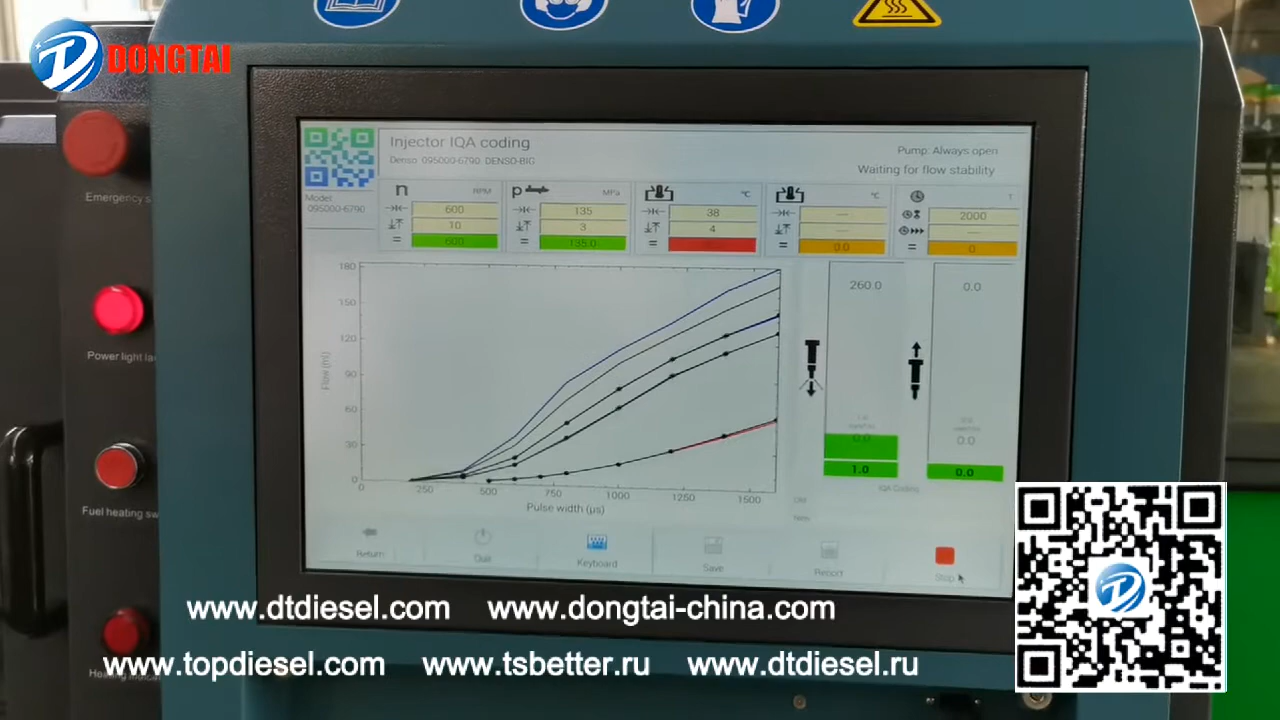 DONGTAI
Injector IQA coding
Denso 095000-6790 DENSO-BIG
Pump: Always open
Waiting for flow stability
Model
095000-6790
n RPM
p MPa
°C
°C
1
600
135
38
---
2000
10
3
4
---
---
600
135.0
0.0
0
Emergency s
Power light la
Fuel heating sw
180
150
120
90
60
30
0
Flow (ml)
0 250 500 750 1000 1250 1500
Pulse width (µs)
260.0
0.0
0.0
0.0
1.0
0.0
IQA Coding
Return
Quit
Keyboard
Save
Report
Stop
www.dtdiesel.com www.dongtai-china.com
www.topdiesel.com www.tsbetter.ru www.dtdiesel.ru